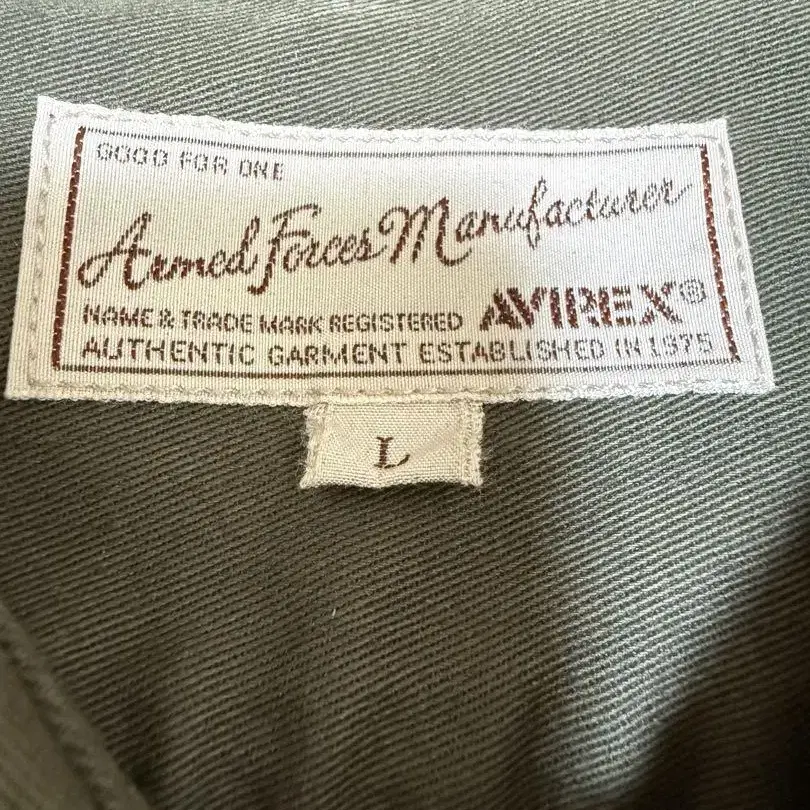 GOOD FOR ONE
Armed Forces Manufacturer
NAME & TRADE MARK REGISTERED AVIREX®
AUTHENTIC GARMENT ESTABLISHED IN 1975
L